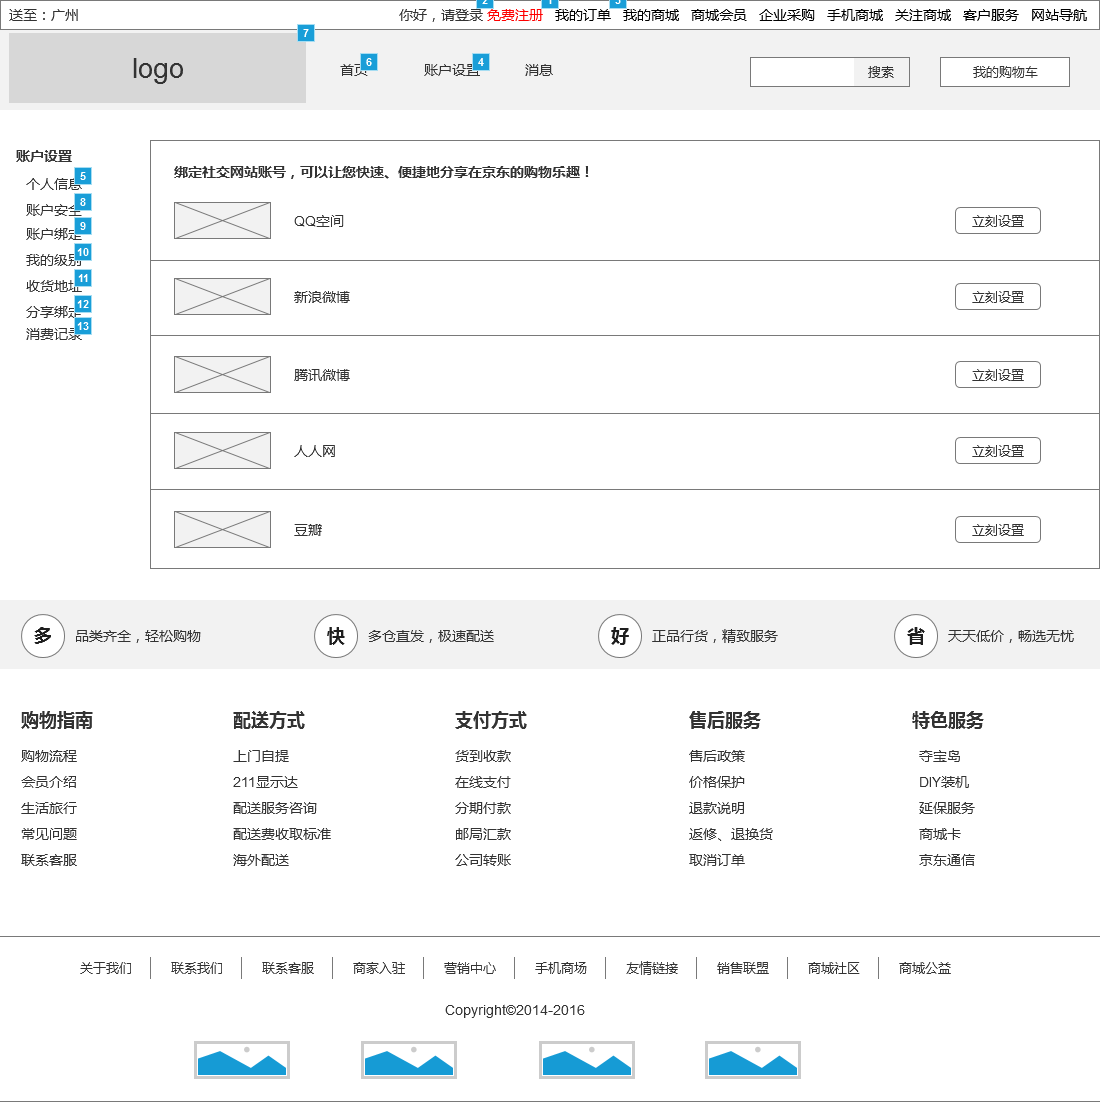 送至：广州
你好，请登录 免费注册 我的订单 我的商城 商城会员 企业采购 手机商城 关注商城 客户服务 网站导航
2 1 3
7
logo
首页 6 账户设置 4 消息
搜索
我的购物车
账户设置
个人信息 5
账户安全 8
账户绑定 9
我的级别 10
收货地址 11
分享绑定 12
消费记录 13
绑定社交网站账号，可以让您快速、便捷地分享在京东的购物乐趣！
QQ空间 立刻设置
新浪微博 立刻设置
腾讯微博 立刻设置
人人网 立刻设置
豆瓣 立刻设置
多 品类齐全，轻松购物
快 多仓直发，极速配送
好 正品行货，精致服务
省 天天低价，畅选无忧
购物指南
购物流程
会员介绍
生活旅行
常见问题
联系客服
配送方式
上门自提
211显示达
配送服务咨询
配送费收取标准
海外配送
支付方式
货到收款
在线支付
分期付款
邮局汇款
公司转账
售后服务
售后政策
价格保护
退款说明
返修、退换货
取消订单
特色服务
夺宝岛
DIY装机
延保服务
商城卡
京东通信
关于我们 联系我们 联系客服 商家入驻 营销中心 手机商场 友情链接 销售联盟 商城社区 商城公益
Copyright©2014-2016